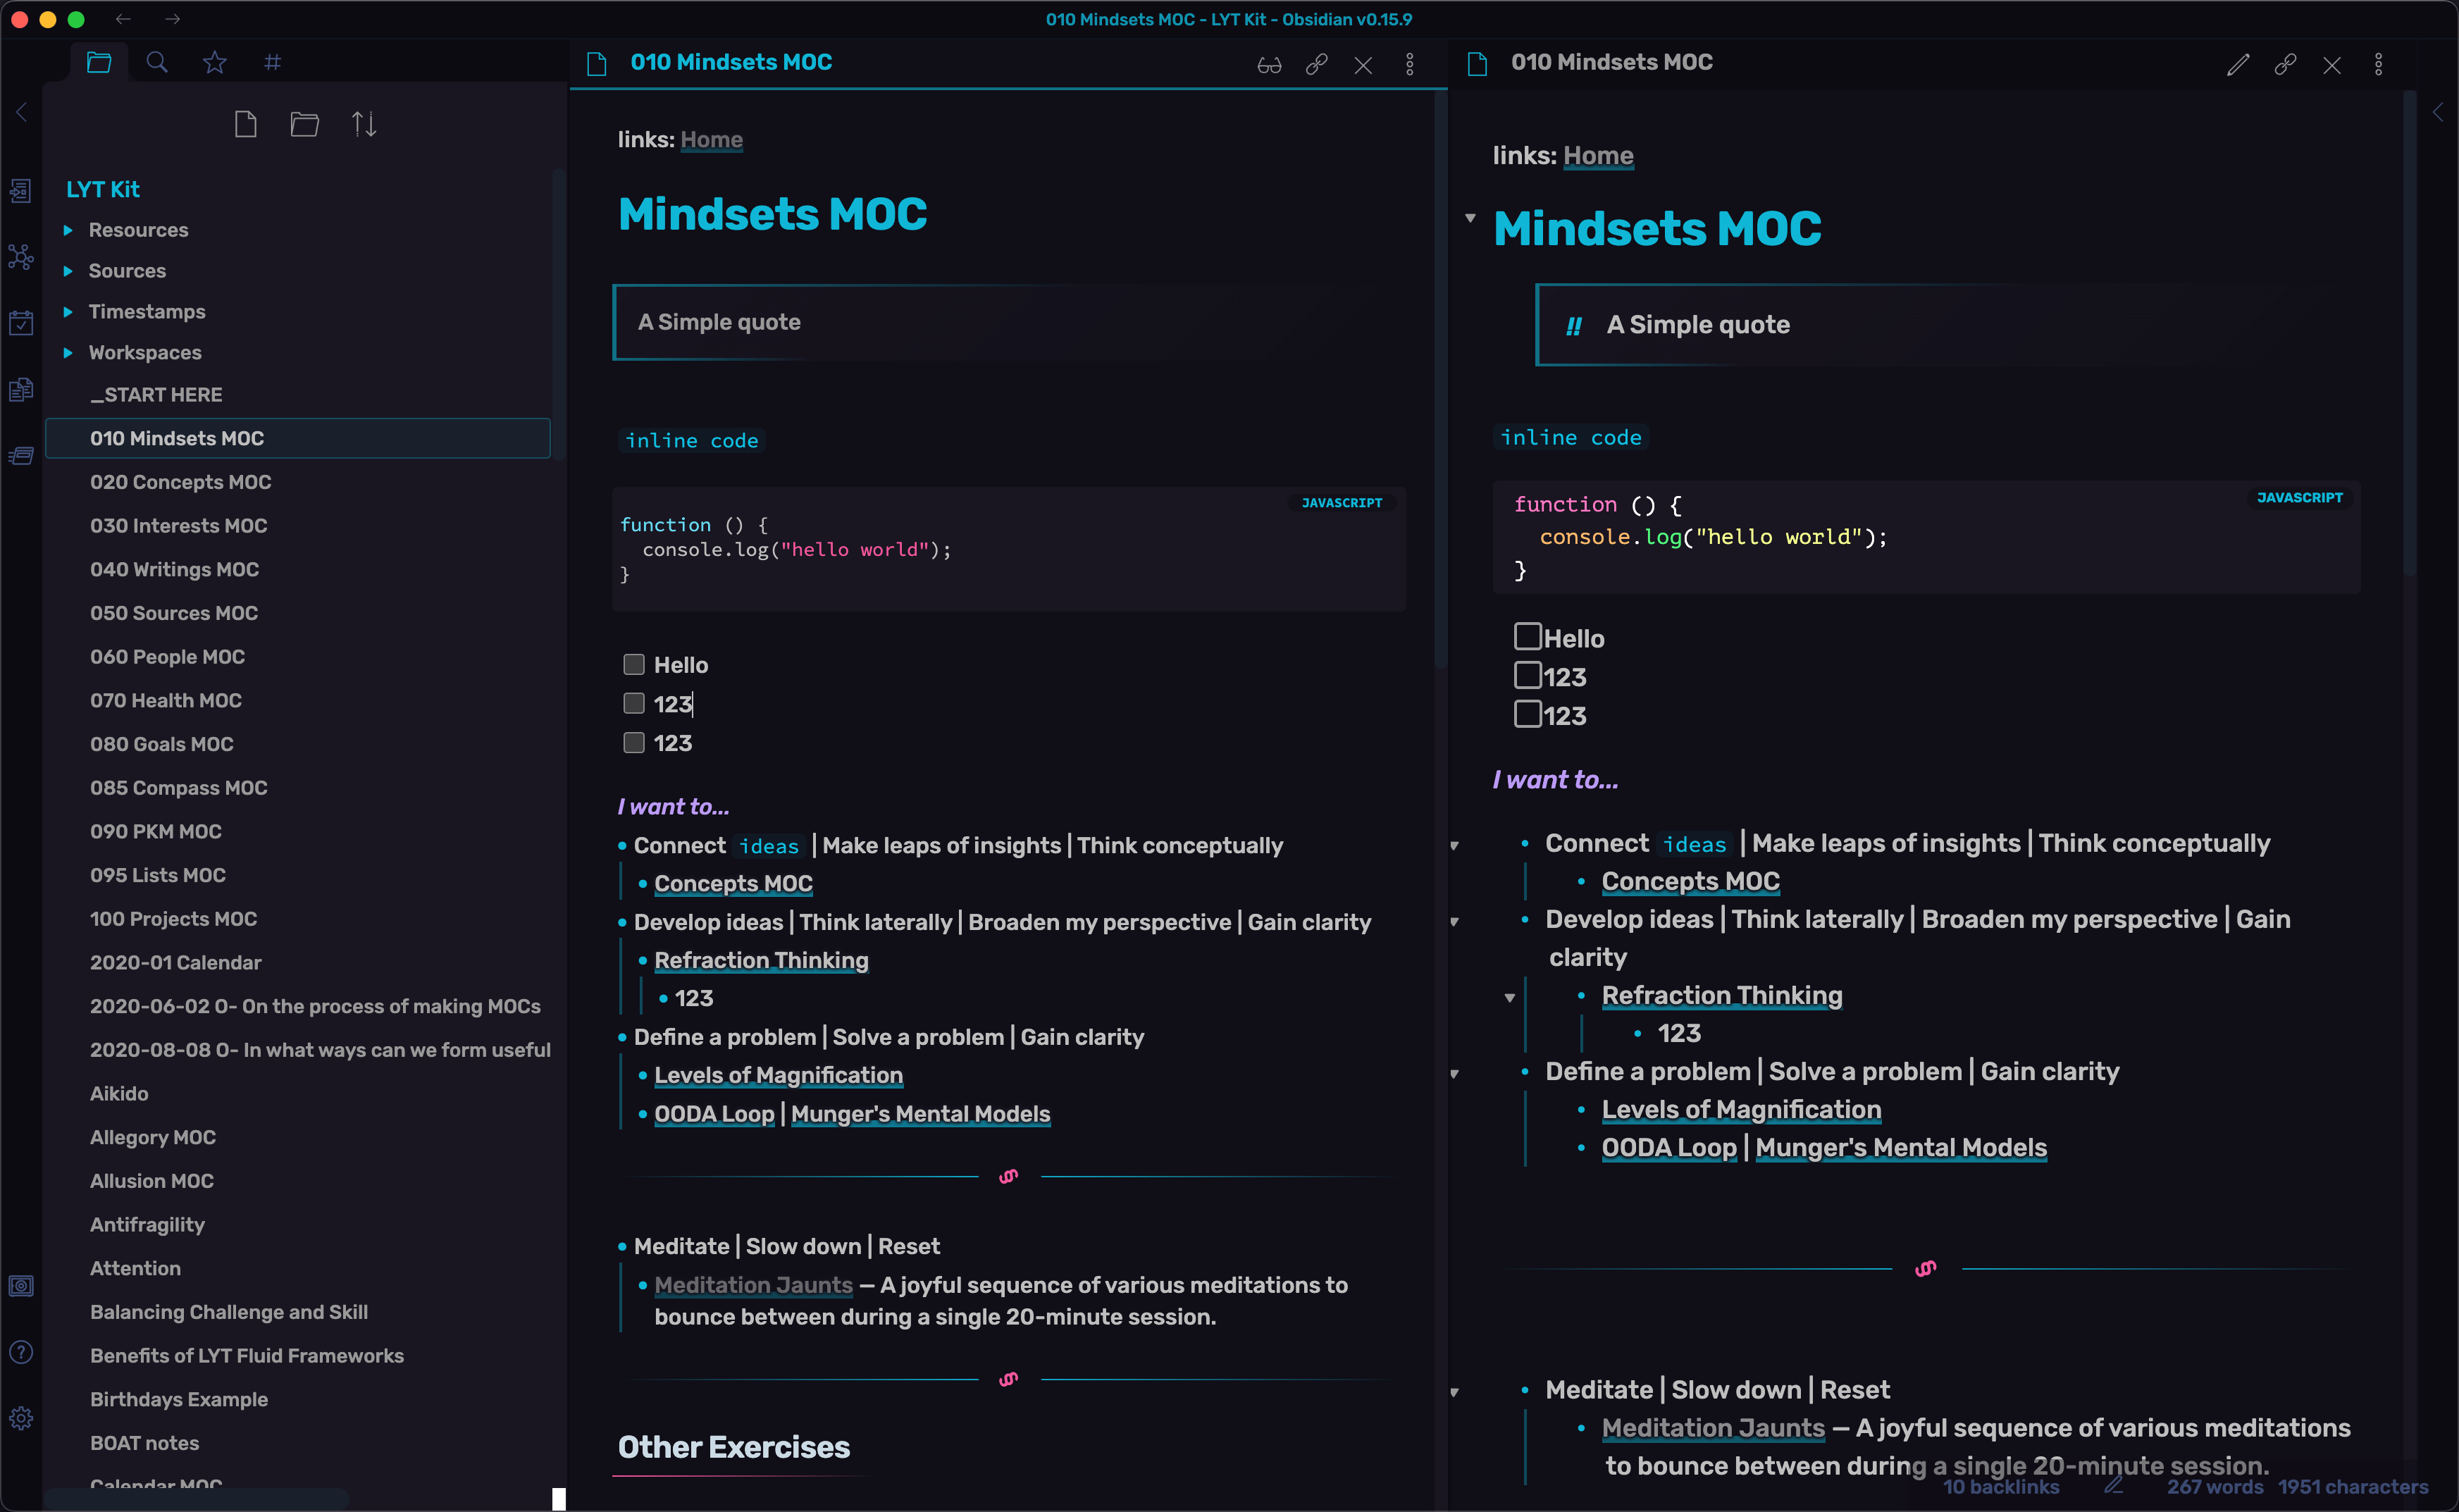 010 Mindsets MOC - LYT Kit - Obsidian v0.15.9
LYT Kit
Resources
Sources
Timestamps
Workspaces
_START HERE
010 Mindsets MOC
020 Concepts MOC
030 Interests MOC
040 Writings MOC
050 Sources MOC
060 People MOC
070 Health MOC
080 Goals MOC
085 Compass MOC
090 PKM MOC
095 Lists MOC
100 Projects MOC
2020-01 Calendar
2020-06-02 O- On the process of making MOCs
2020-08-08 O- In what ways can we form useful
Aikido
Allegory MOC
Allusion MOC
Antifragility
Attention
Balancing Challenge and Skill
Benefits of LYT Fluid Frameworks
Birthdays Example
BOAT notes
Calendar MOC
010 Mindsets MOC
links: Home
Mindsets MOC
A Simple quote
inline code
JAVASCRIPT
function () {
  console.log("hello world");
}
Hello
123
123
I want to...
• Connect ideas | Make leaps of insights | Think conceptually
• Concepts MOC
• Develop ideas | Think laterally | Broaden my perspective | Gain clarity
• Refraction Thinking
• 123
• Define a problem | Solve a problem | Gain clarity
• Levels of Magnification
• OODA Loop | Munger's Mental Models
§
• Meditate | Slow down | Reset
• Meditation Jaunts — A joyful sequence of various meditations to
bounce between during a single 20-minute session.
§
Other Exercises
010 Mindsets MOC
links: Home
Mindsets MOC
!! A Simple quote
inline code
JAVASCRIPT
function () {
  console.log("hello world");
}
Hello
123
123
I want to...
• Connect ideas | Make leaps of insights | Think conceptually
• Concepts MOC
• Develop ideas | Think laterally | Broaden my perspective | Gain
clarity
• Refraction Thinking
• 123
• Define a problem | Solve a problem | Gain clarity
• Levels of Magnification
• OODA Loop | Munger's Mental Models
§
• Meditate | Slow down | Reset
• Meditation Jaunts — A joyful sequence of various meditations
to bounce between during a single 20-minute session.
10 backlinks 267 words 1951 characters